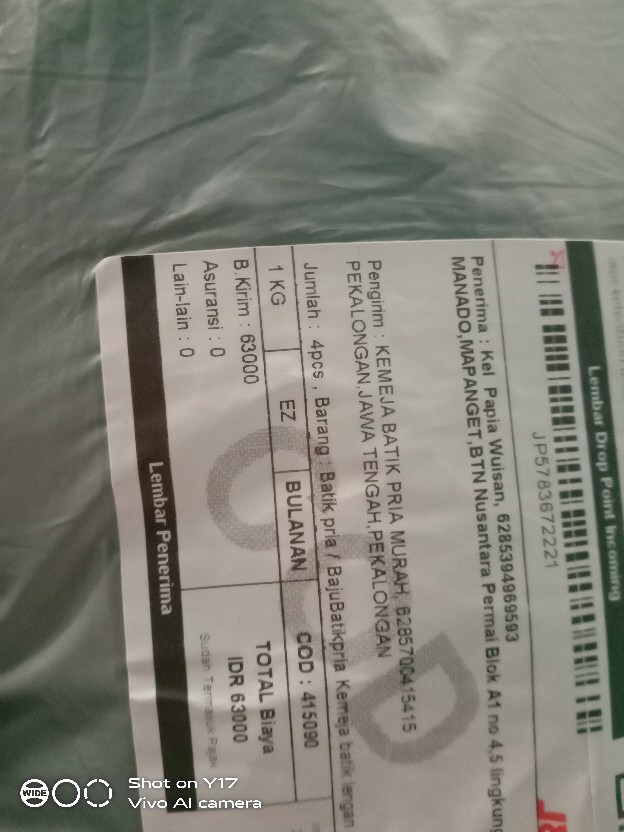 Lembar Drop Point Incoming
JP5783672221
Penerima : Kel Papia Wuisan, 6285394969593
MANADO,MAPANGET,BTN Nusantara Permai Blok A1 no 4,5 lingkung
Pengirim : KEMEJA BATIK PRIA MURAH, 6285700415415
PEKALONGAN,JAWA TENGAH,PEKALONGAN
Jumlah : 4pcs , Barang : Batik pria / BajuBatikpria Kemeja batik lengan
COD : 415090
1 KG EZ BULANAN
B.Kirim : 63000
Asuransi : 0
Lain-lain : 0
TOTAL Biaya
IDR 63000
Sudah Termasuk Pajak
COD
Lembar Penerima
WIDE
Shot on Y17
Vivo AI camera